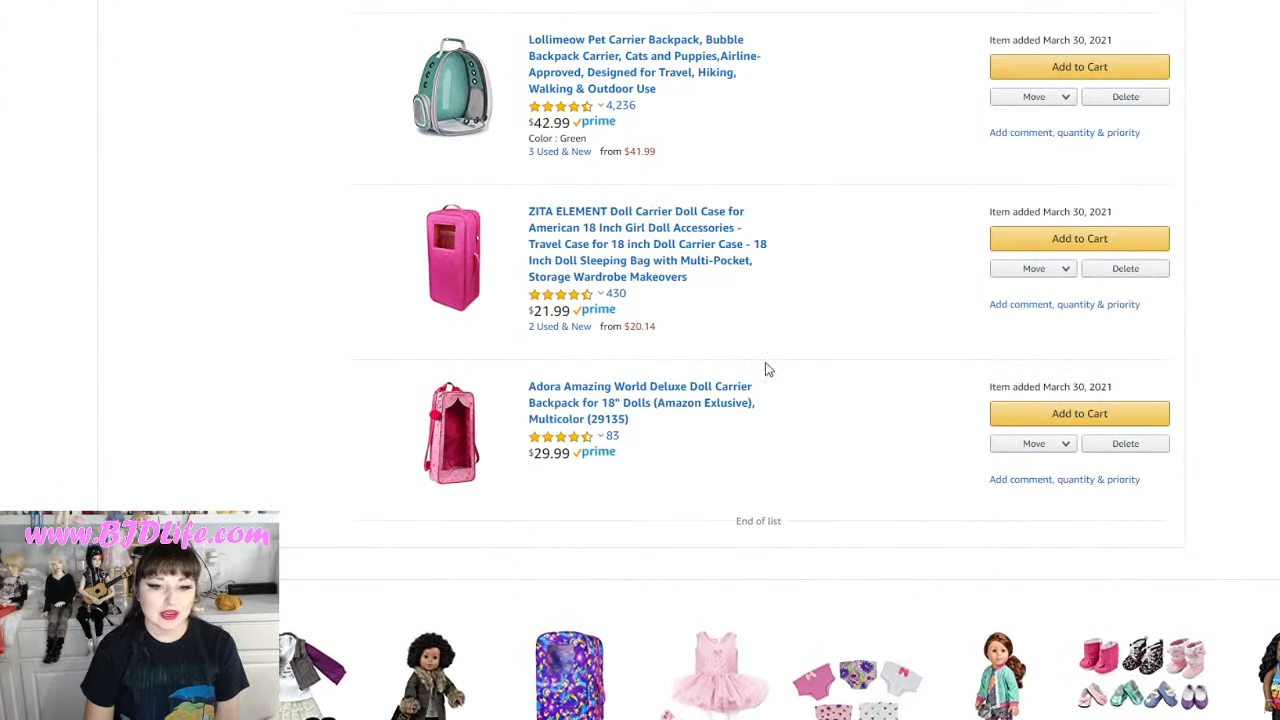 Lollimeow Pet Carrier Backpack, Bubble
Backpack Carrier, Cats and Puppies,Airline-
Approved, Designed for Travel, Hiking,
Walking & Outdoor Use
4,236
$42.99 prime
Color : Green
3 Used & New from $41.99
Item added March 30, 2021
Add to Cart
Move
Delete
Add comment, quantity & priority
ZITA ELEMENT Doll Carrier Doll Case for
American 18 Inch Girl Doll Accessories -
Travel Case for 18 inch Doll Carrier Case - 18
Inch Doll Sleeping Bag with Multi-Pocket,
Storage Wardrobe Makeovers
430
$21.99 prime
2 Used & New from $20.14
Item added March 30, 2021
Add to Cart
Move
Delete
Add comment, quantity & priority
Adora Amazing World Deluxe Doll Carrier
Backpack for 18" Dolls (Amazon Exlusive),
Multicolor (29135)
83
$29.99 prime
Item added March 30, 2021
Add to Cart
Move
Delete
Add comment, quantity & priority
End of list
www.BJDLife.com